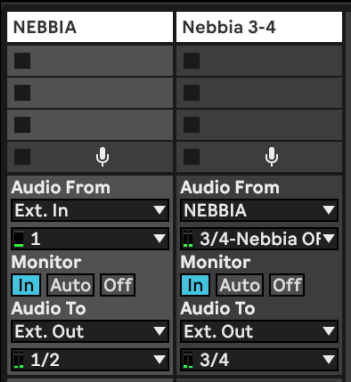 NEBBIA
Nebbia 3-4
Audio From
Ext. In
1
Monitor
In Auto Off
Audio To
Ext. Out
1/2
Audio From
NEBBIA
3/4-Nebbia OF
Monitor
In Auto Off
Audio To
Ext. Out
3/4